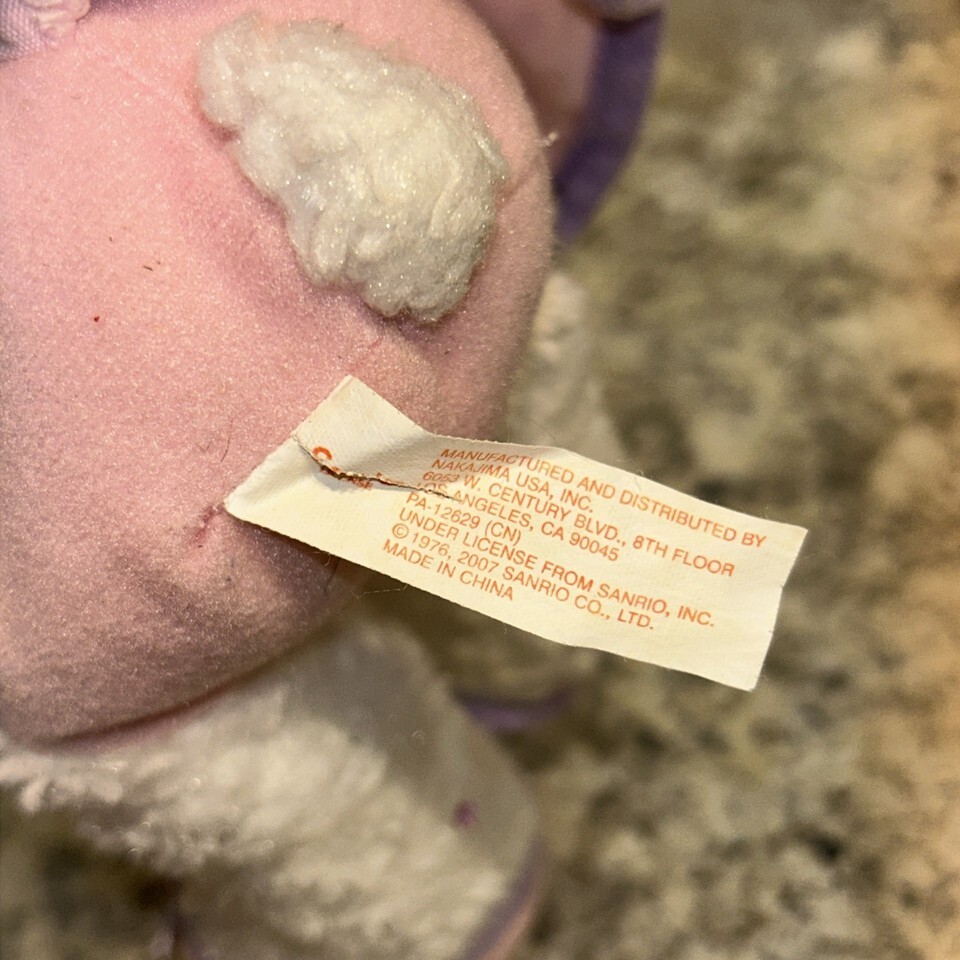 MANUFACTURED AND DISTRIBUTED BY
NAKAJIMA USA, INC.
W. CENTURY BLVD., 8TH FLOOR
LOS ANGELES, CA 90045
PA-12629 (CN)
UNDER LICENSE FROM SANRIO, INC.
©1976, 2007 SANRIO CO., LTD.
MADE IN CHINA